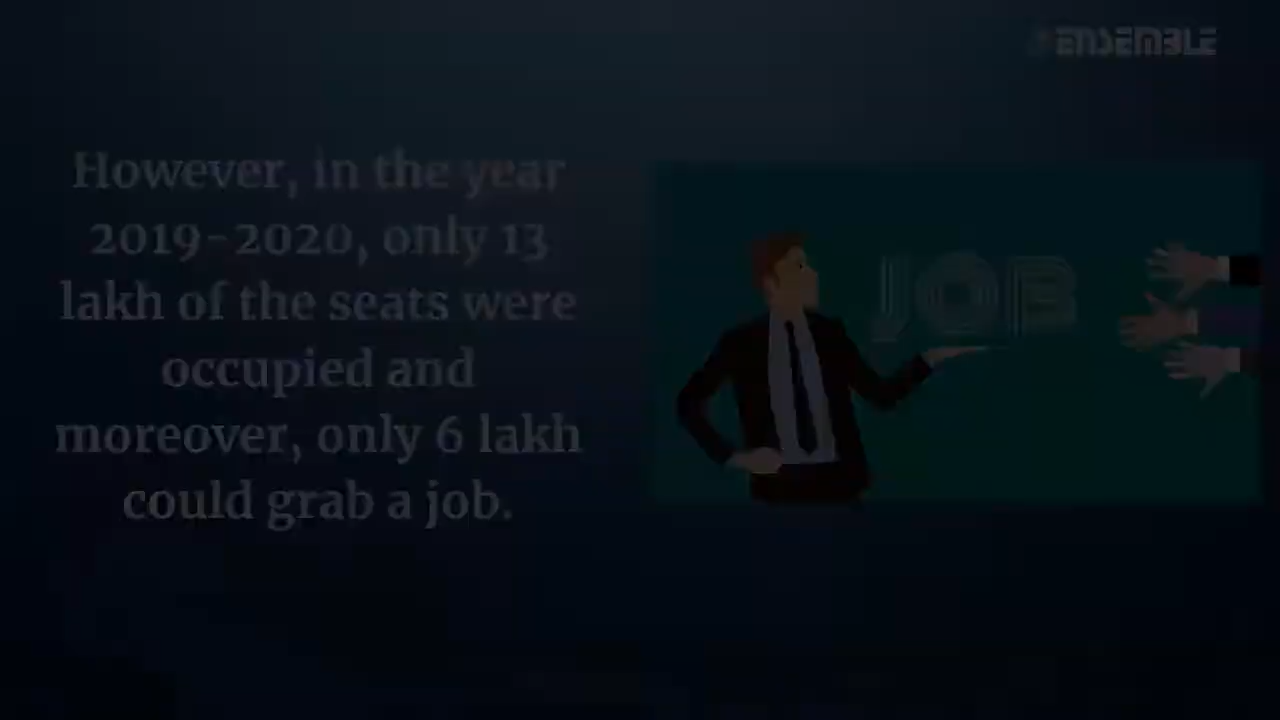 ENSEMBLE
However, in the year
2019-2020, only 13
lakh of the seats were
occupied and
moreover, only 6 lakh
could grab a job.
JOB